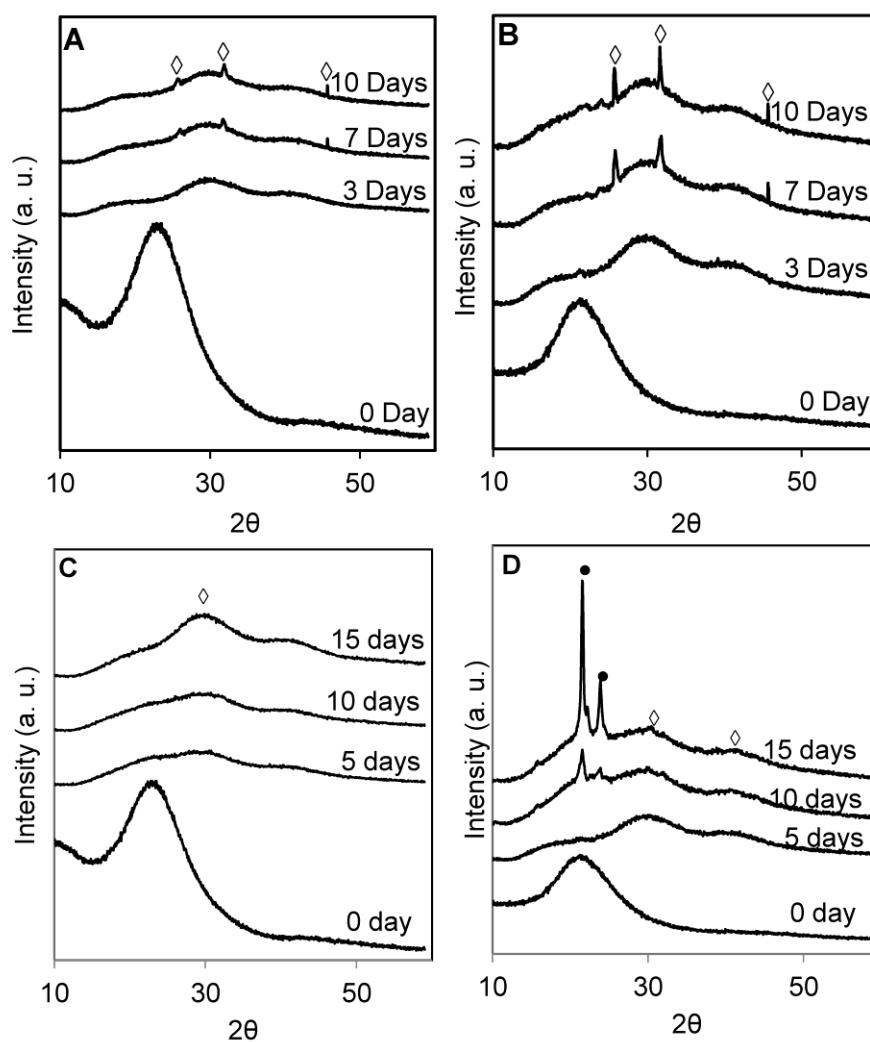 A
10 Days
7 Days
3 Days
0 Day
Intensity (a. u.)
10 30 50
2θ
B
10 Days
7 Days
3 Days
0 Day
Intensity (a. u.)
10 30 50
2θ
C
15 days
10 days
5 days
0 day
Intensity (a. u.)
10 30 50
2θ
D
15 days
10 days
5 days
0 day
Intensity (a. u.)
10 30 50
2θ